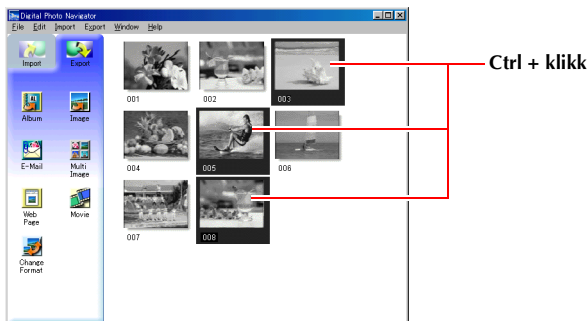 Digital Photo Navigator
File Edit Import Export Window Help
Import Export
Album Image
E-Mail Multi Image
Web Page Movie
Change Format
001 002 003
004 005 006
007 008
Ctrl + klikk